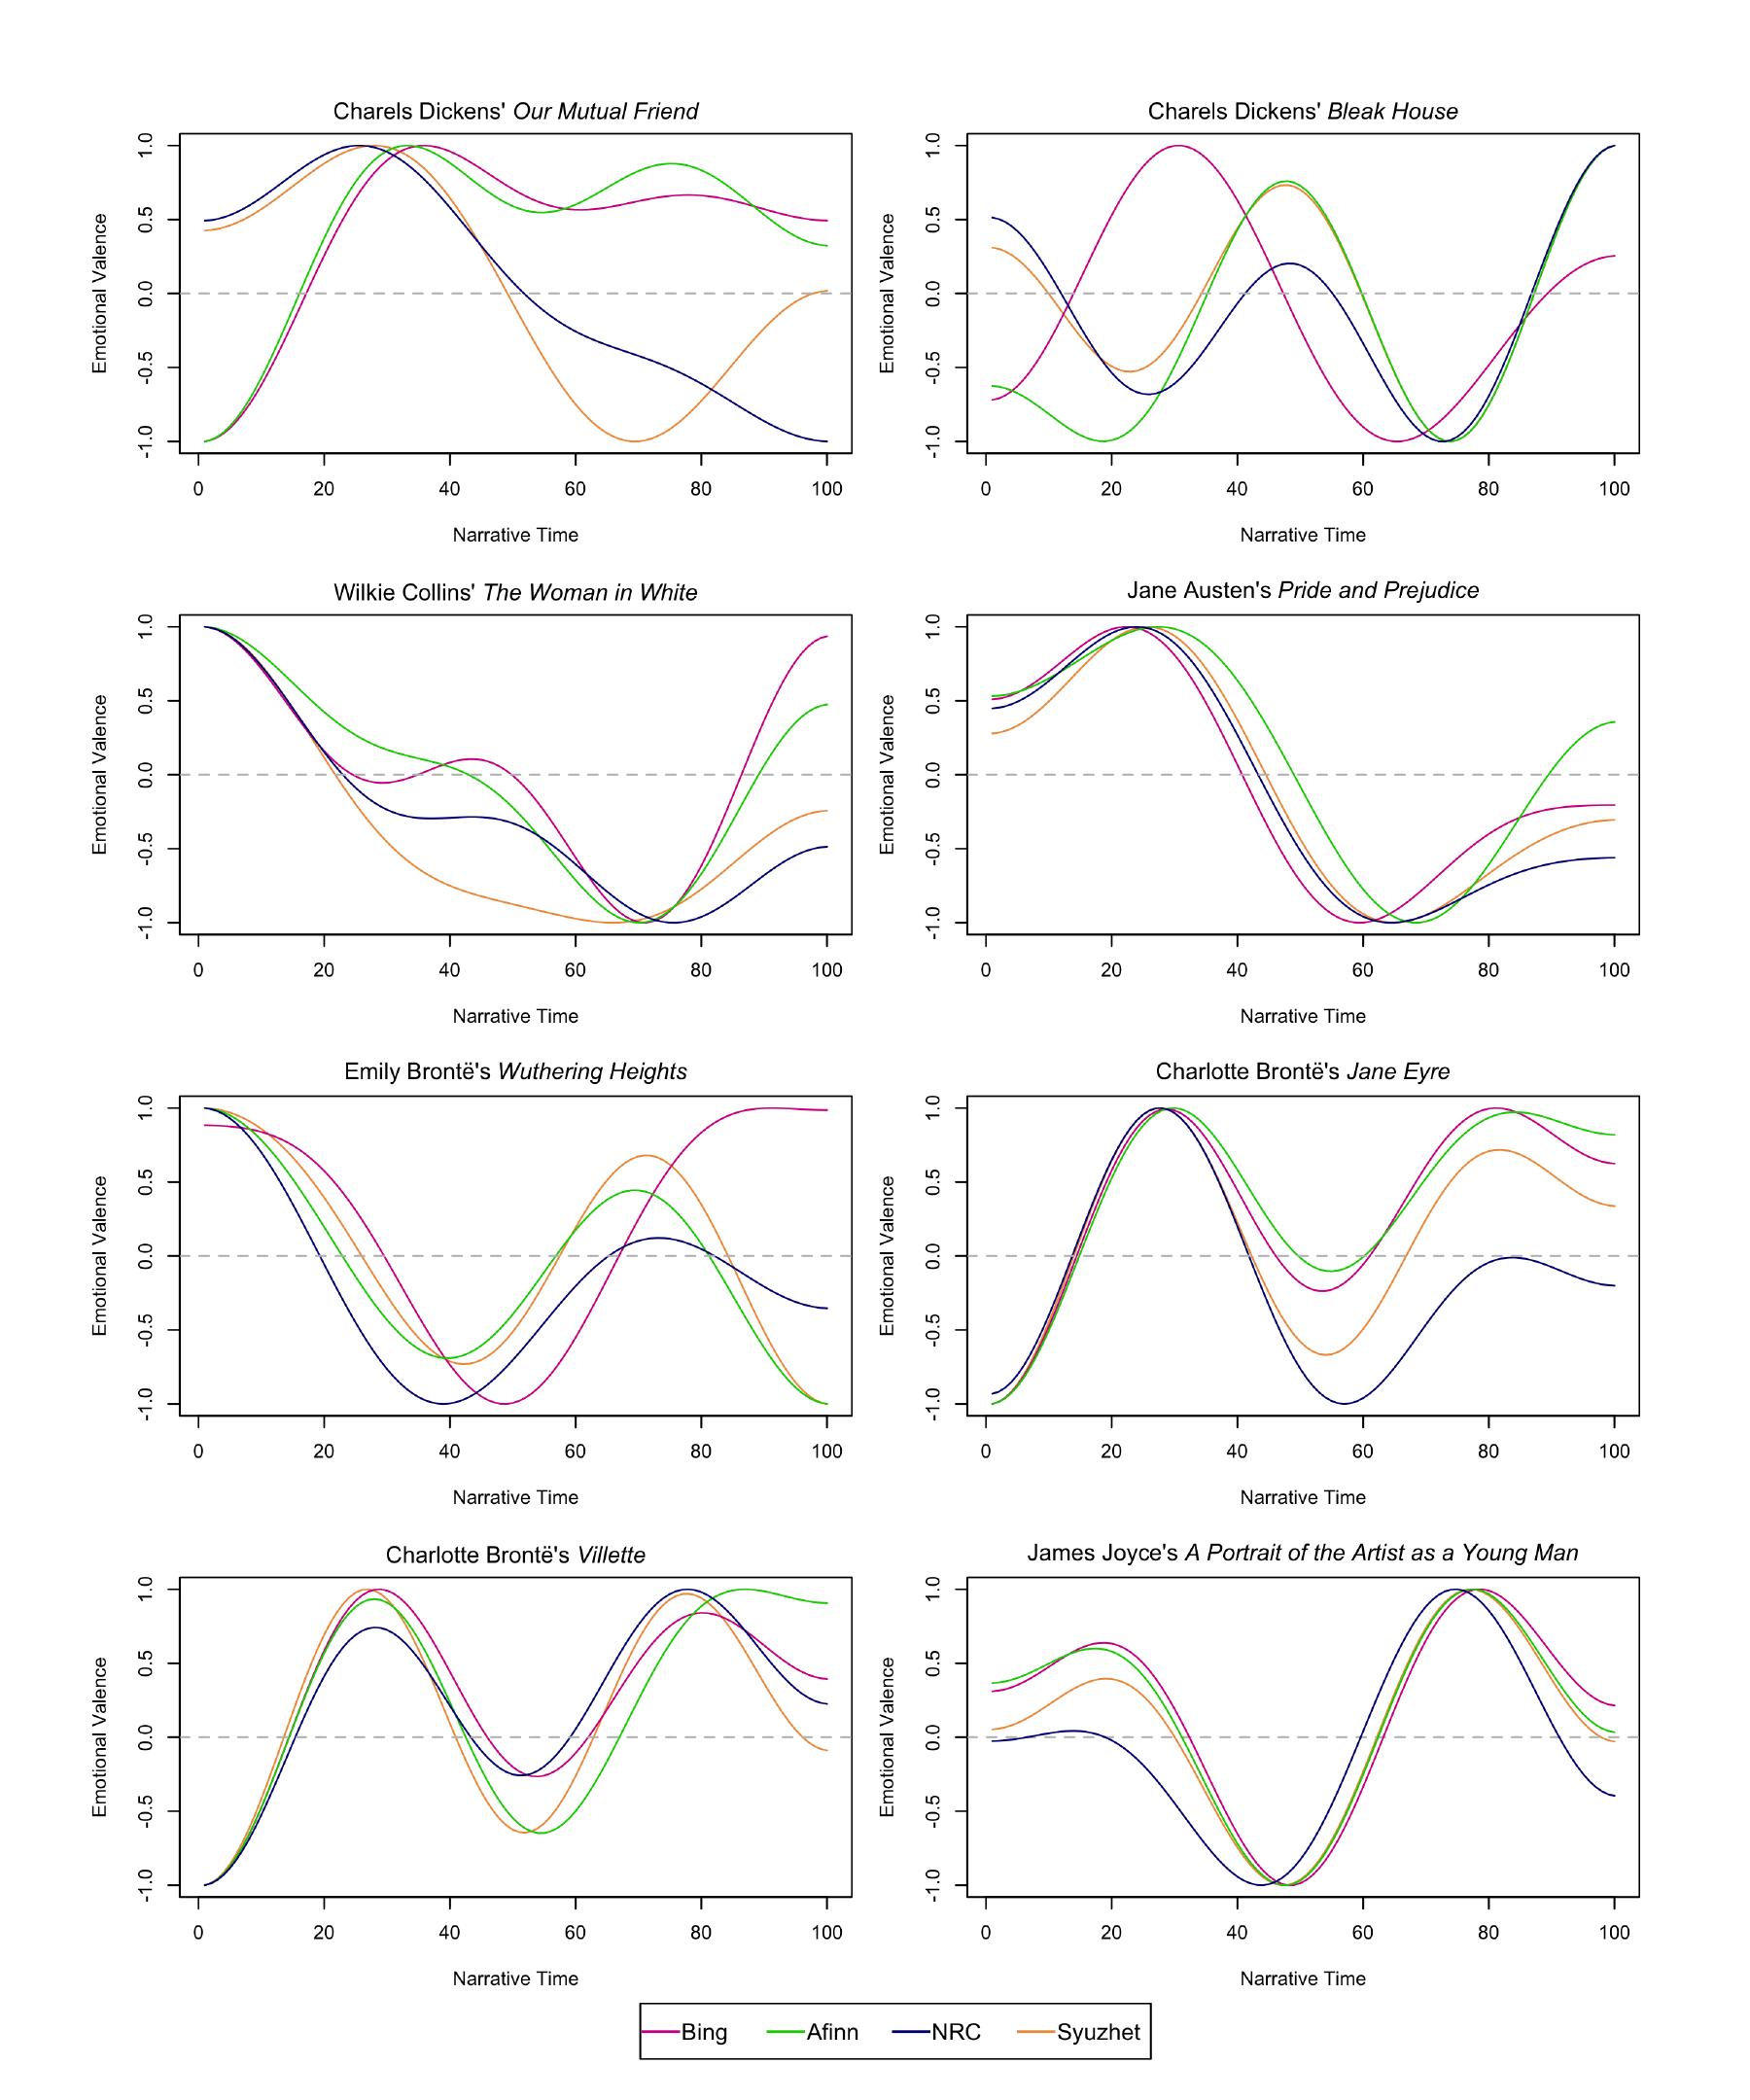 Charels Dickens' Our Mutual Friend
Emotional Valence
1.0
0.5
0.0
-0.5
-1.0
0 20 40 60 80 100
Narrative Time
Charels Dickens' Bleak House
Emotional Valence
1.0
0.5
0.0
-0.5
-1.0
0 20 40 60 80 100
Narrative Time
Wilkie Collins' The Woman in White
Emotional Valence
1.0
0.5
0.0
-0.5
-1.0
0 20 40 60 80 100
Narrative Time
Jane Austen's Pride and Prejudice
Emotional Valence
1.0
0.5
0.0
-0.5
-1.0
0 20 40 60 80 100
Narrative Time
Emily Brontë's Wuthering Heights
Emotional Valence
1.0
0.5
0.0
-0.5
-1.0
0 20 40 60 80 100
Narrative Time
Charlotte Brontë's Jane Eyre
Emotional Valence
1.0
0.5
0.0
-0.5
-1.0
0 20 40 60 80 100
Narrative Time
Charlotte Brontë's Villette
Emotional Valence
1.0
0.5
0.0
-0.5
-1.0
0 20 40 60 80 100
Narrative Time
James Joyce's A Portrait of the Artist as a Young Man
Emotional Valence
1.0
0.5
0.0
-0.5
-1.0
0 20 40 60 80 100
Narrative Time
Bing Afinn NRC Syuzhet